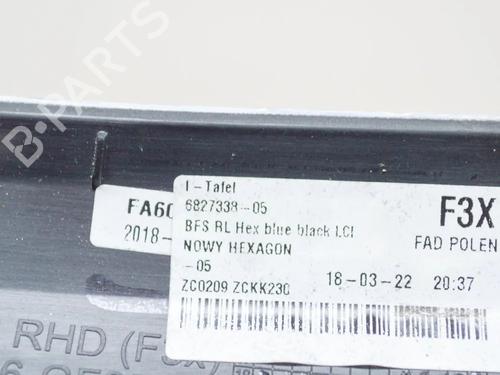 B-PARTS
I-Tafel
6827338-05
F3X
BFS RL Hex blue black LCI
FAD POLEN
NOWY HEXAGON
-05
18-03-22 20:37
ZC0209 ZCKK230
FA60
2018-
RHD (F3x)